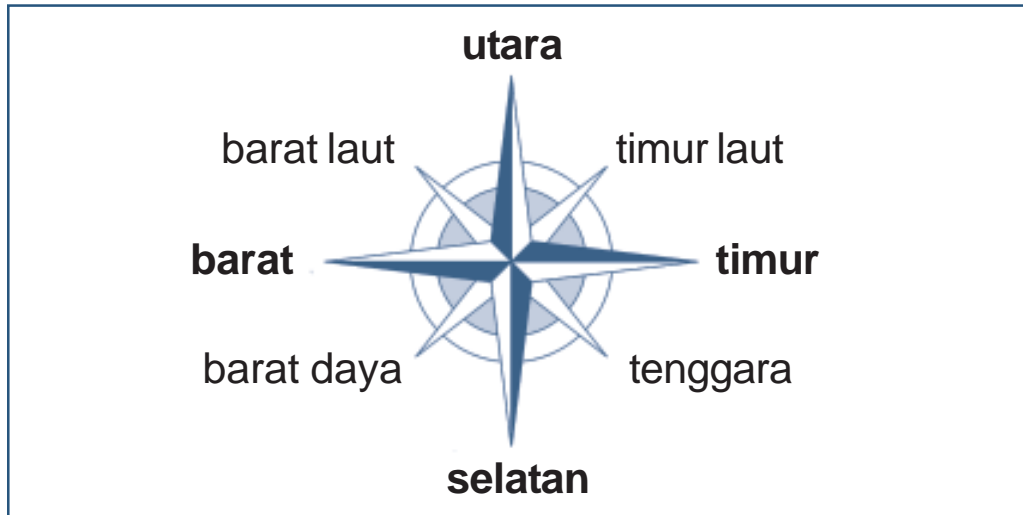 utara
barat laut
timur laut
barat
timur
barat daya
tenggara
selatan